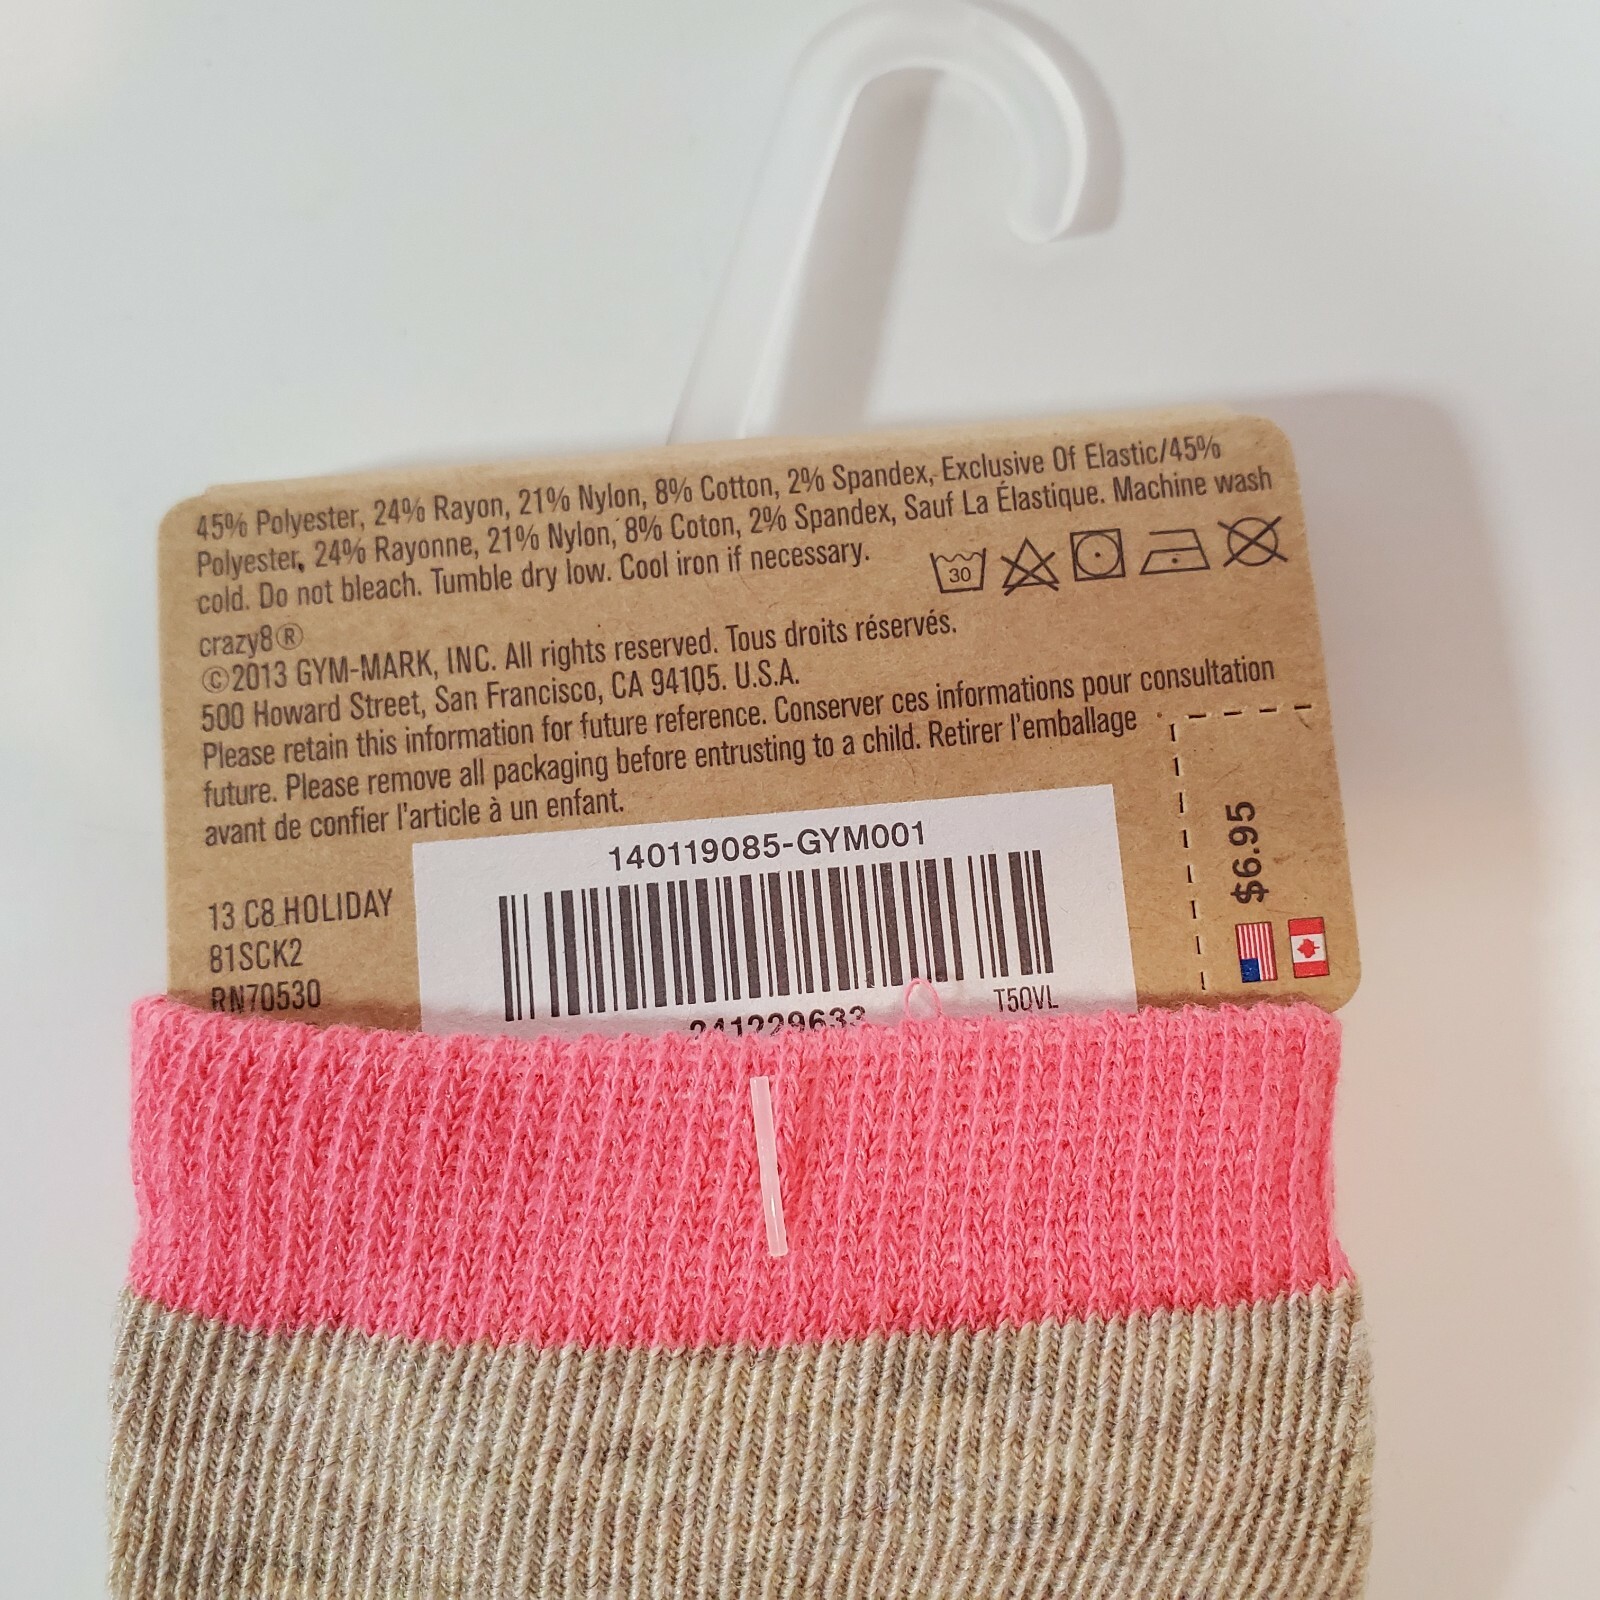 45% Polyester, 24% Rayon, 21% Nylon, 8% Cotton, 2% Spandex, Exclusive Of Elastic/45%
Polyester, 24% Rayonne, 21% Nylon, 8% Coton, 2% Spandex, Sauf La Élastique. Machine wash
cold. Do not bleach. Tumble dry low. Cool iron if necessary.
30
crazy8®
©2013 GYM-MARK, INC. All rights reserved. Tous droits réservés.
500 Howard Street, San Francisco, CA 94105. U.S.A.
Please retain this information for future reference. Conserver ces informations pour consultation
future. Please remove all packaging before entrusting to a child. Retirer l'emballage
avant de confier l'article à un enfant.
140119085-GYM001
13 C8 HOLIDAY
81SCK2
RN70530
241229633
T50VL
$6.95